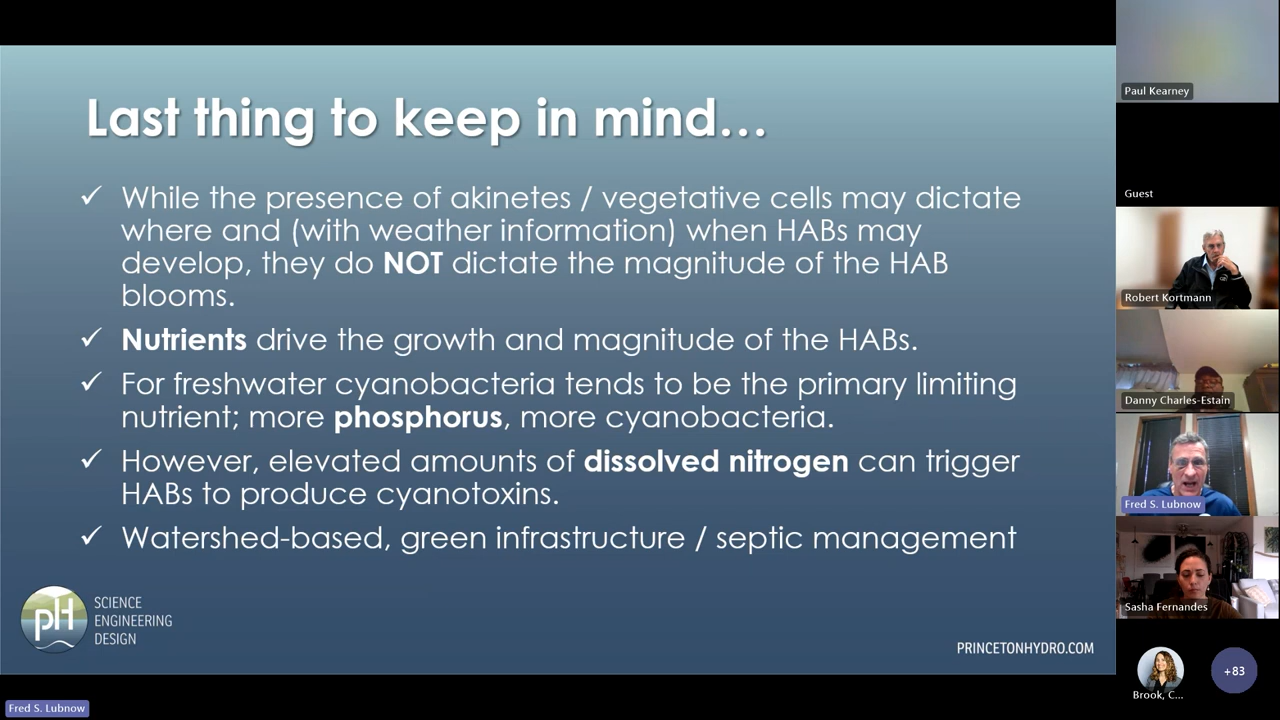 Last thing to keep in mind…
✓ While the presence of akinetes / vegetative cells may dictate
where and (with weather information) when HABs may
develop, they do NOT dictate the magnitude of the HAB
blooms.
✓ Nutrients drive the growth and magnitude of the HABs.
✓ For freshwater cyanobacteria tends to be the primary limiting
nutrient; more phosphorus, more cyanobacteria.
✓ However, elevated amounts of dissolved nitrogen can trigger
HABs to produce cyanotoxins.
✓ Watershed-based, green infrastructure / septic management
pH
SCIENCE
ENGINEERING
DESIGN
PRINCETONHYDRO.COM
Fred S. Lubnow
Paul Kearney
Guest
Robert Kortmann
Danny Charles-Estain
Fred S. Lubnow
Sasha Fernandes
Brook, C...
+83